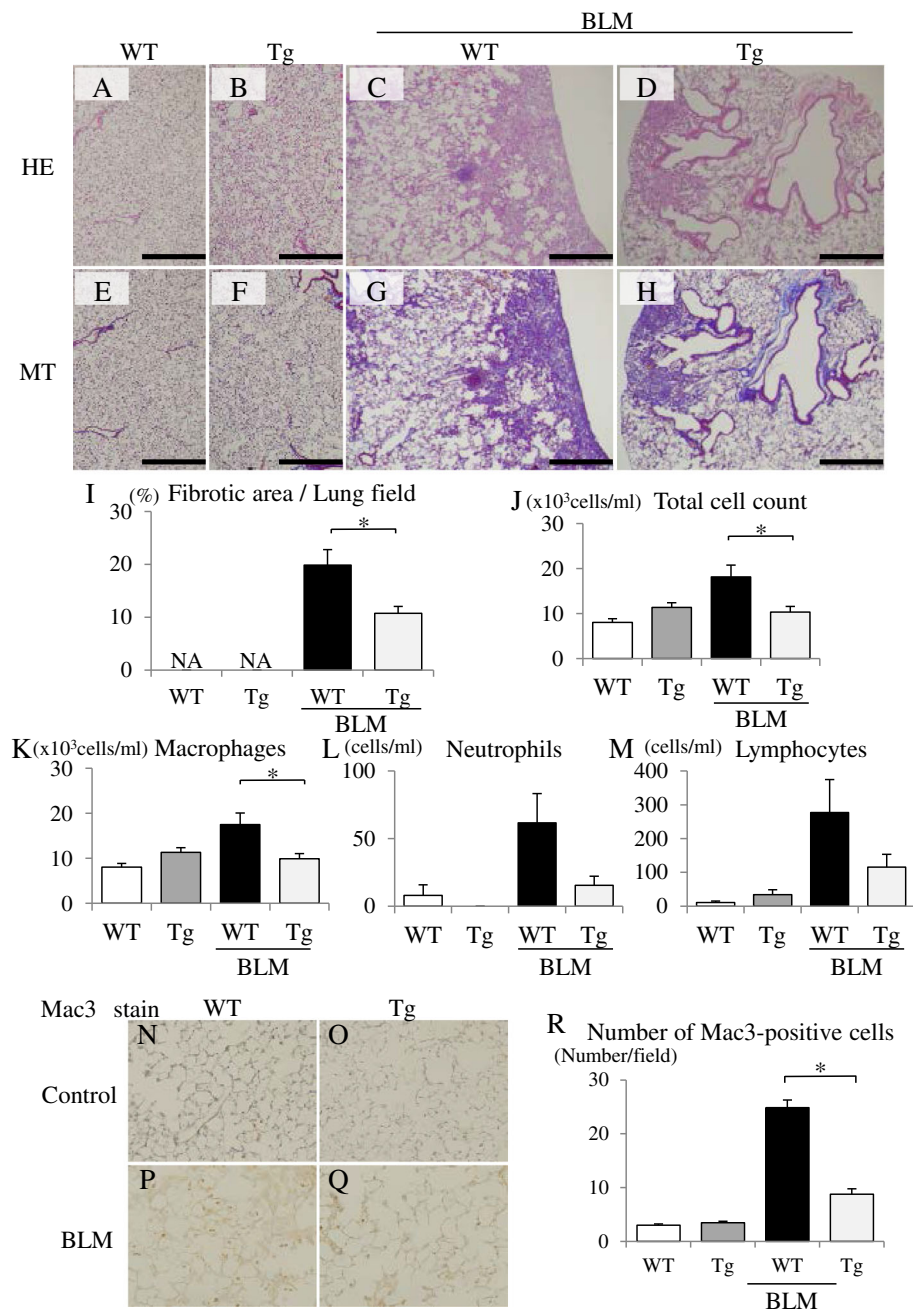 BLM
WT Tg WT Tg
HE A B C D
MT E F G H
I (%) Fibrotic area / Lung field
30
20
10
0
NA NA
WT Tg WT Tg
BLM
J (x10³cells/ml) Total cell count
30
20
10
0
*
WT Tg WT Tg
BLM
*
K (x10³cells/ml) Macrophages
30
20
10
0
*
WT Tg WT Tg
BLM
L (cells/ml) Neutrophils
100
50
0
WT Tg WT Tg
BLM
M (cells/ml) Lymphocytes
400
300
200
100
0
WT Tg WT Tg
BLM
Mac3 stain WT Tg
Control N O
BLM P Q
R Number of Mac3-positive cells
(Number/field)
30
20
10
0
*
WT Tg WT Tg
BLM